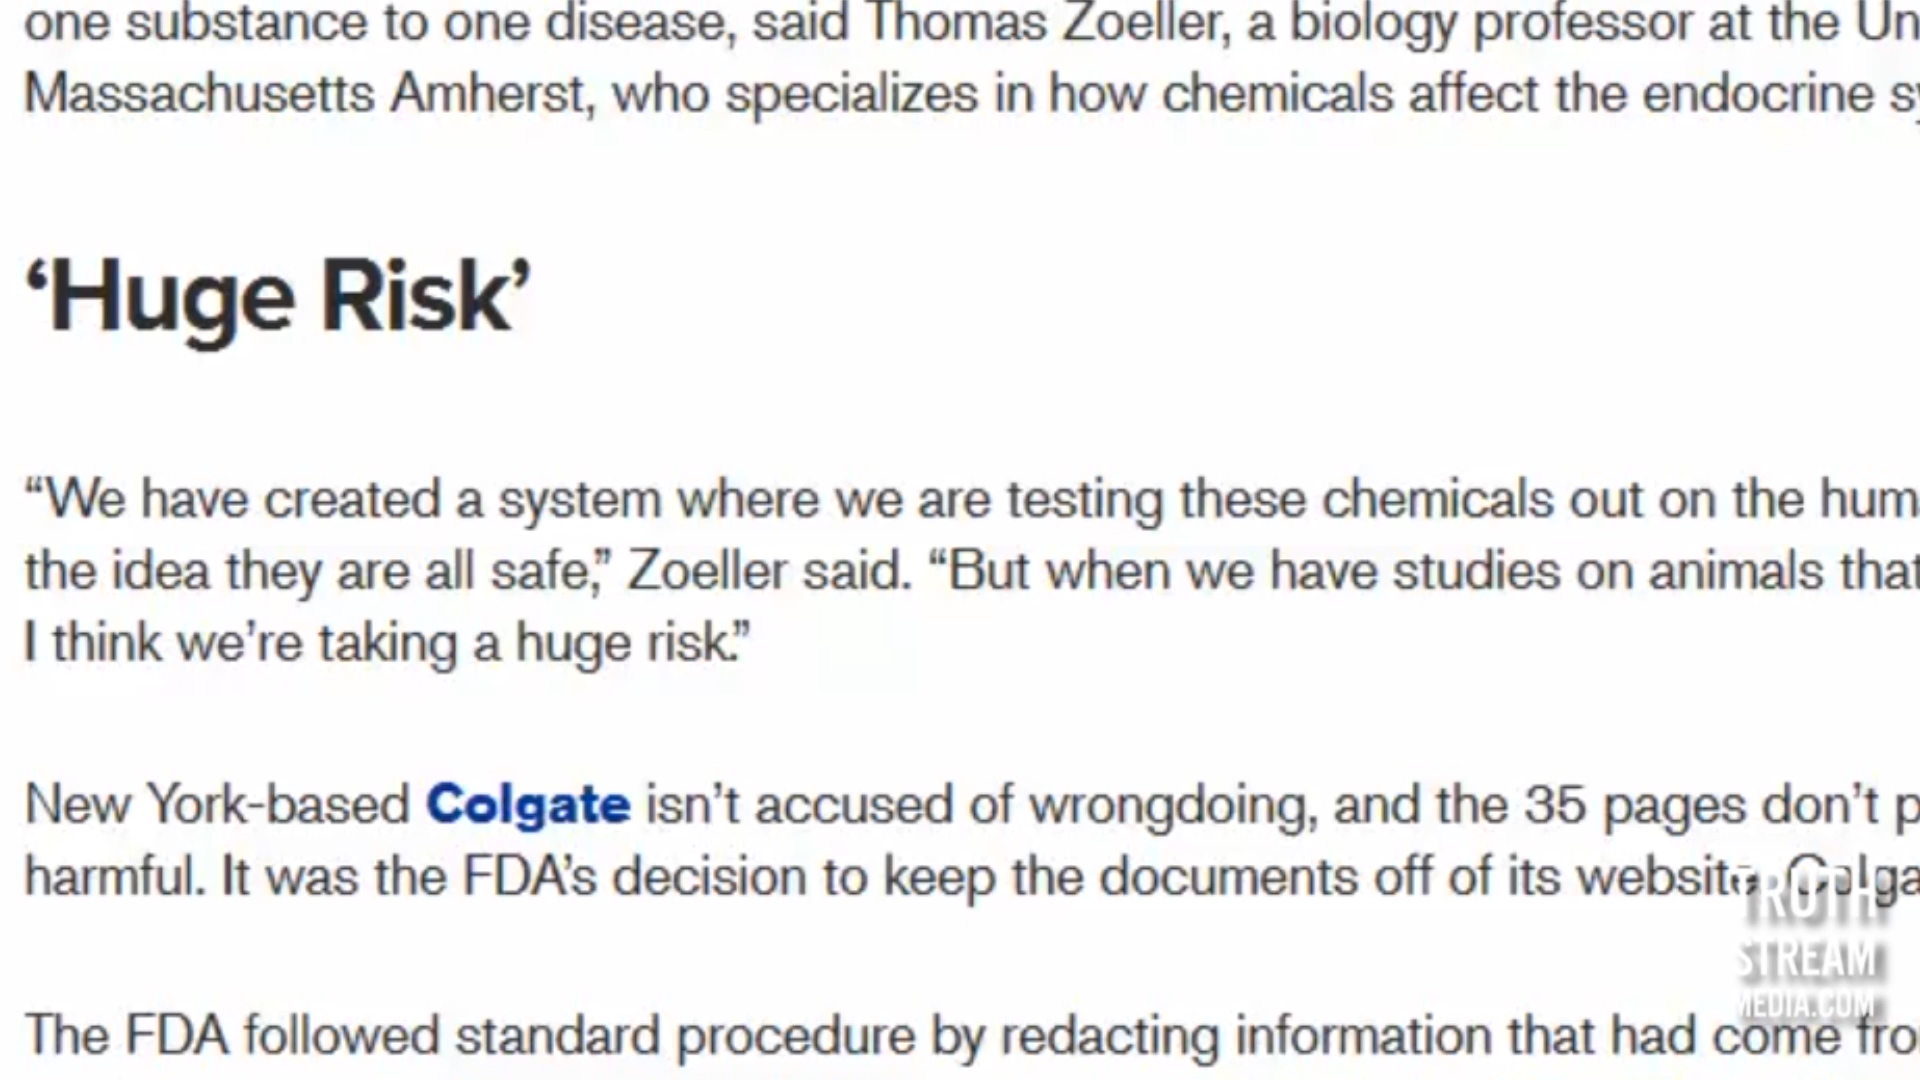 one substance to one disease, said Thomas Zoeller, a biology professor at the Un
Massachusetts Amherst, who specializes in how chemicals affect the endocrine sy
‘Huge Risk’
“We have created a system where we are testing these chemicals out on the hum
the idea they are all safe,” Zoeller said. “But when we have studies on animals that
I think we’re taking a huge risk.”
New York-based Colgate isn’t accused of wrongdoing, and the 35 pages don’t p
harmful. It was the FDA’s decision to keep the documents off of its website. Colga
The FDA followed standard procedure by redacting information that had come fro
TRUTH
STREAM
MEDIA.COM